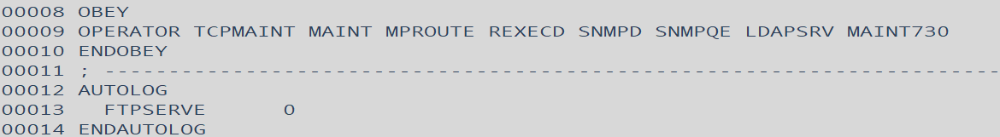 00008 OBEY
00009 OPERATOR TCPMAINT MAINT MPROUTE REXECD SNMPD SNMPQE LDAPSRV MAINT730
00010 ENDOBEY
00011 ; ----------------------------------------------------------------------
00012 AUTOLOG
00013   FTPSERVE      0
00014 ENDAUTOLOG